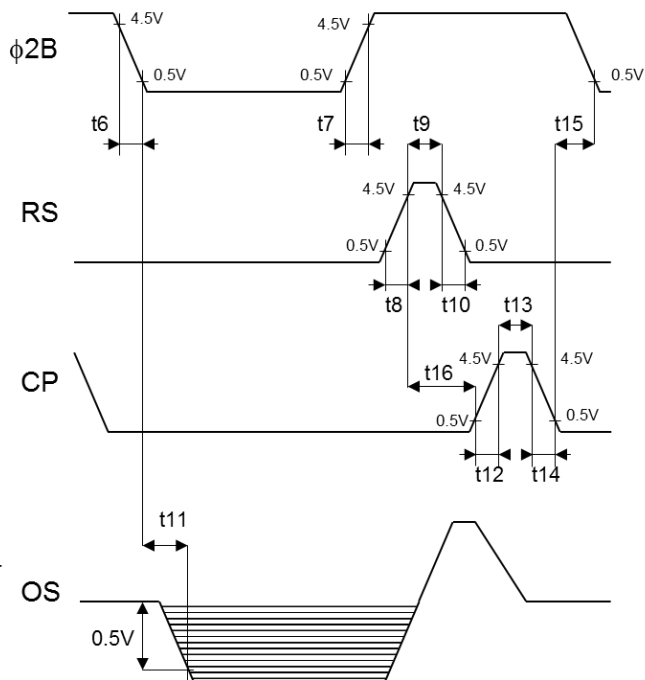 4.5V 4.5V
ϕ2B
0.5V 0.5V 0.5V
t6 t7 t9 t15
RS
4.5V 4.5V
0.5V 0.5V
t8 t10 t13
CP
t16 4.5V 4.5V
0.5V 0.5V
t12 t14
t11
OS
0.5V